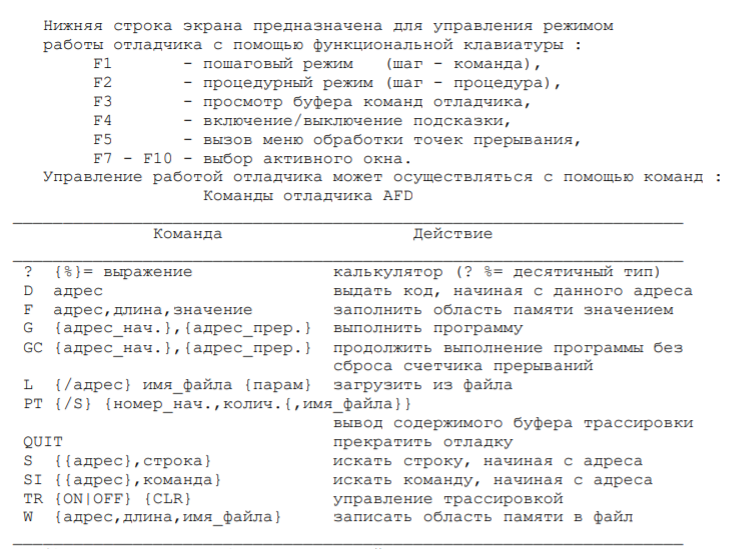 Нижняя строка экрана предназначена для управления режимом
работы отладчика с помощью функциональной клавиатуры :
F1 - пошаговый режим (шаг - команда),
F2 - процедурный режим (шаг - процедура),
F3 - просмотр буфера команд отладчика,
F4 - включение/выключение подсказки,
F5 - вызов меню обработки точек прерывания,
F7 - F10 - выбор активного окна.
Управление работой отладчика может осуществляться с помощью команд :
Команды отладчика AFD
Команда Действие
? {%}= выражение калькулятор (? %= десятичный тип)
D адрес выдать код, начиная с данного адреса
F адрес,длина,значение заполнить область памяти значением
G {адрес_нач.},{адрес_прер.} выполнить программу
GC {адрес_нач.},{адрес_прер.} продолжить выполнение программы без
сброса счетчика прерываний
L {/адрес} имя_файла {парам} загрузить из файла
PT {/S} {номер_нач.,колич.{,имя_файла}}
вывод содержимого буфера трассировки
QUIT прекратить отладку
S {{адрес},строка} искать строку, начиная с адреса
SI {{адрес},команда} искать команду, начиная с адреса
TR {ON|OFF} {CLR} управление трассировкой
W {адрес,длина,имя_файла} записать область памяти в файл